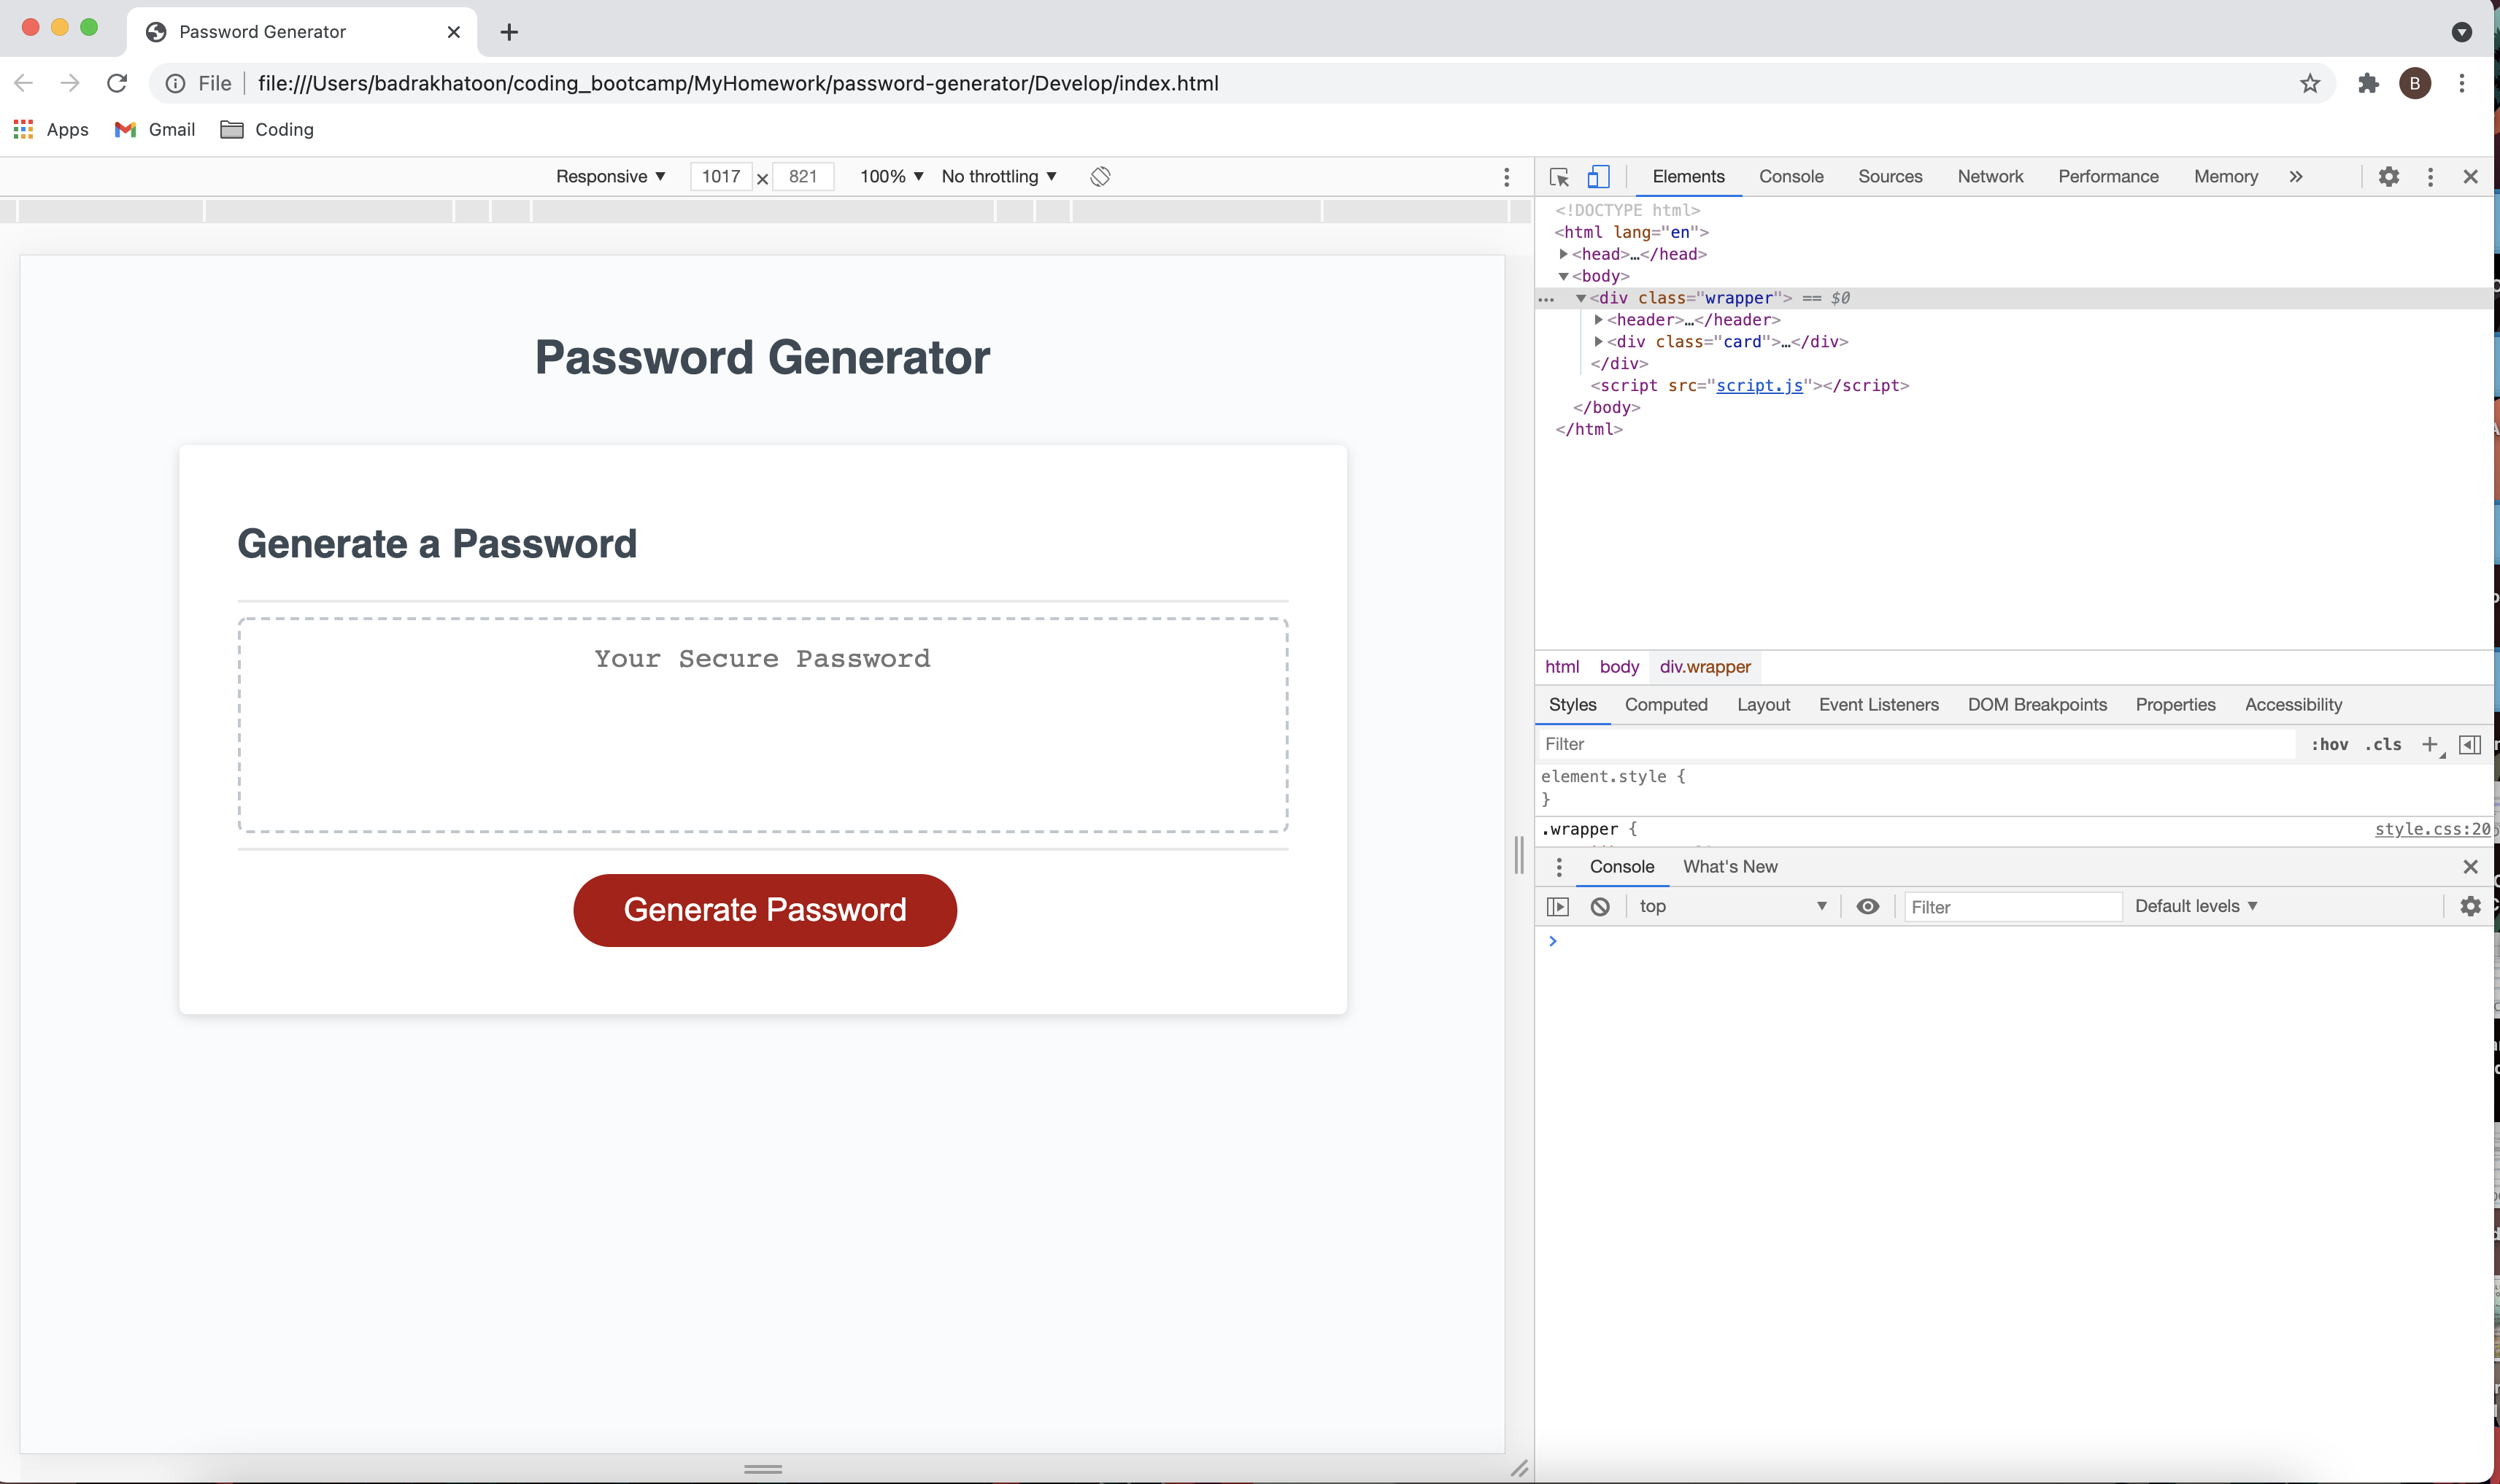 Password Generator
File file:///Users/badrakhatoon/coding_bootcamp/MyHomework/password-generator/Develop/index.html B
Apps Gmail Coding
Responsive 1017 × 821 100% No throttling
Password Generator
Generate a Password
Your Secure Password
Generate Password
Elements Console Sources Network Performance Memory »
<!DOCTYPE html>
<html lang="en">
<head>…</head>
<body>
… <div class="wrapper"> == $0
<header>…</header>
<div class="card">…</div>
</div>
<script src="script.js"></script>
</body>
</html>
html body div.wrapper
Styles Computed Layout Event Listeners DOM Breakpoints Properties Accessibility
Filter :hov .cls +
element.style {
}
.wrapper { style.css:20
Console What's New
top Filter Default levels
>